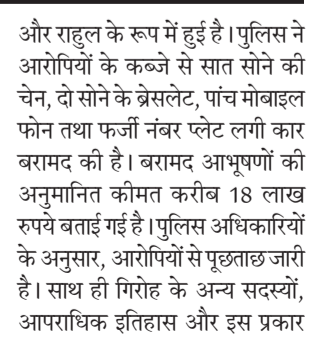 और राहुल के रूप में हुई है। पुलिस ने
आरोपियों के कब्जे से सात सोने की
चेन, दो सोने के ब्रेसलेट, पांच मोबाइल
फोन तथा फर्जी नंबर प्लेट लगी कार
बरामद की है। बरामद आभूषणों की
अनुमानित कीमत करीब 18 लाख
रुपये बताई गई है। पुलिस अधिकारियों
के अनुसार, आरोपियों से पूछताछ जारी
है। साथ ही गिरोह के अन्य सदस्यों,
आपराधिक इतिहास और इस प्रकार